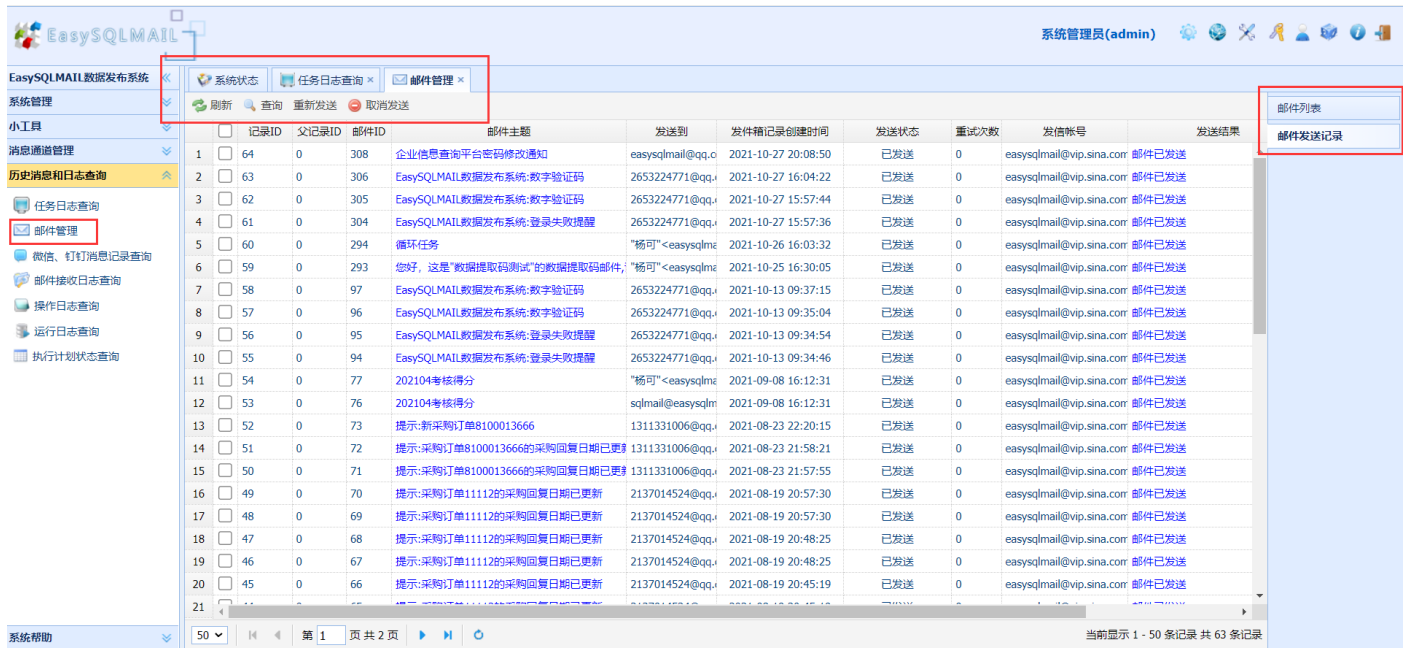 EasySQLMAIL
系统管理员(admin)
EasySQLMAIL数据发布系统
系统管理
小工具
消息通道管理
历史消息和日志查询
任务日志查询
邮件管理
微信、钉钉消息记录查询
邮件接收日志查询
操作日志查询
运行日志查询
执行计划状态查询
系统帮助
系统状态 任务日志查询 × 邮件管理 ×
刷新 查询 重新发送 取消发送
记录ID 父记录ID 邮件ID 邮件主题 发送到 发件箱记录创建时间 发送状态 重试次数 发信帐号 发送结果
1 64 0 308 企业信息查询平台密码修改通知 easysqlmail@qq.c 2021-10-27 20:08:50 已发送 0 easysqlmail@vip.sina.com 邮件已发送
2 63 0 306 EasySQLMAIL数据发布系统:数字验证码 2653224771@qq. 2021-10-27 16:04:22 已发送 0 easysqlmail@vip.sina.com 邮件已发送
3 62 0 305 EasySQLMAIL数据发布系统:数字验证码 2653224771@qq. 2021-10-27 15:57:44 已发送 0 easysqlmail@vip.sina.com 邮件已发送
4 61 0 304 EasySQLMAIL数据发布系统:登录失败提醒 2653224771@qq. 2021-10-27 15:57:36 已发送 0 easysqlmail@vip.sina.com 邮件已发送
5 60 0 294 循环任务 "杨可"<easysqlma 2021-10-26 16:03:32 已发送 0 easysqlmail@vip.sina.com 邮件已发送
6 59 0 293 您好，这是"数据提取码测试"的数据提取码邮件, "杨可"<easysqlma 2021-10-25 16:30:05 已发送 0 easysqlmail@vip.sina.com 邮件已发送
7 58 0 97 EasySQLMAIL数据发布系统:数字验证码 2653224771@qq. 2021-10-13 09:37:15 已发送 0 easysqlmail@vip.sina.com 邮件已发送
8 57 0 96 EasySQLMAIL数据发布系统:数字验证码 2653224771@qq. 2021-10-13 09:35:04 已发送 0 easysqlmail@vip.sina.com 邮件已发送
9 56 0 95 EasySQLMAIL数据发布系统:登录失败提醒 2653224771@qq. 2021-10-13 09:34:54 已发送 0 easysqlmail@vip.sina.com 邮件已发送
10 55 0 94 EasySQLMAIL数据发布系统:登录失败提醒 2653224771@qq. 2021-10-13 09:34:46 已发送 0 easysqlmail@vip.sina.com 邮件已发送
11 54 0 77 202104考核得分 "杨可"<easysqlma 2021-09-08 16:12:31 已发送 0 easysqlmail@vip.sina.com 邮件已发送
12 53 0 76 202104考核得分 sqlmail@easysqlm 2021-09-08 16:12:31 已发送 0 easysqlmail@vip.sina.com 邮件已发送
13 52 0 73 提示:新采购订单8100013666 1311331006@qq. 2021-08-23 22:20:15 已发送 0 easysqlmail@vip.sina.com 邮件已发送
14 51 0 72 提示:采购订单8100013666的采购回复日期已更新 1311331006@qq. 2021-08-23 21:58:21 已发送 0 easysqlmail@vip.sina.com 邮件已发送
15 50 0 71 提示:采购订单8100013666的采购回复日期已更新 1311331006@qq. 2021-08-23 21:57:55 已发送 0 easysqlmail@vip.sina.com 邮件已发送
16 49 0 70 提示:采购订单11112的采购回复日期已更新 2137014524@qq. 2021-08-19 20:57:30 已发送 0 easysqlmail@vip.sina.com 邮件已发送
17 48 0 69 提示:采购订单11112的采购回复日期已更新 2137014524@qq. 2021-08-19 20:57:30 已发送 0 easysqlmail@vip.sina.com 邮件已发送
18 47 0 68 提示:采购订单11112的采购回复日期已更新 2137014524@qq. 2021-08-19 20:48:25 已发送 0 easysqlmail@vip.sina.com 邮件已发送
19 46 0 67 提示:采购订单11112的采购回复日期已更新 2137014524@qq. 2021-08-19 20:48:25 已发送 0 easysqlmail@vip.sina.com 邮件已发送
20 45 0 66 提示:采购订单11112的采购回复日期已更新 2137014524@qq. 2021-08-19 20:45:19 已发送 0 easysqlmail@vip.sina.com 邮件已发送
21
50 第 1 页 共 2 页 当前显示 1 - 50 条记录 共 63 条记录
邮件列表
邮件发送记录